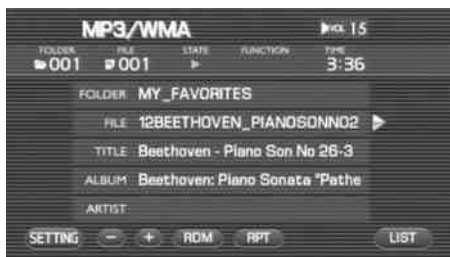 MP3/WMA VOL 15
FOLDER FILE STATE FUNCTION TIME
001 001 3:36
FOLDER MY_FAVORITES
FILE 12BEETHOVEN_PIANOSONNO2
TITLE Beethoven - Piano Son No 26-3
ALBUM Beethoven: Piano Sonata "Pathe
ARTIST
SETTING - + RDM RPT LIST